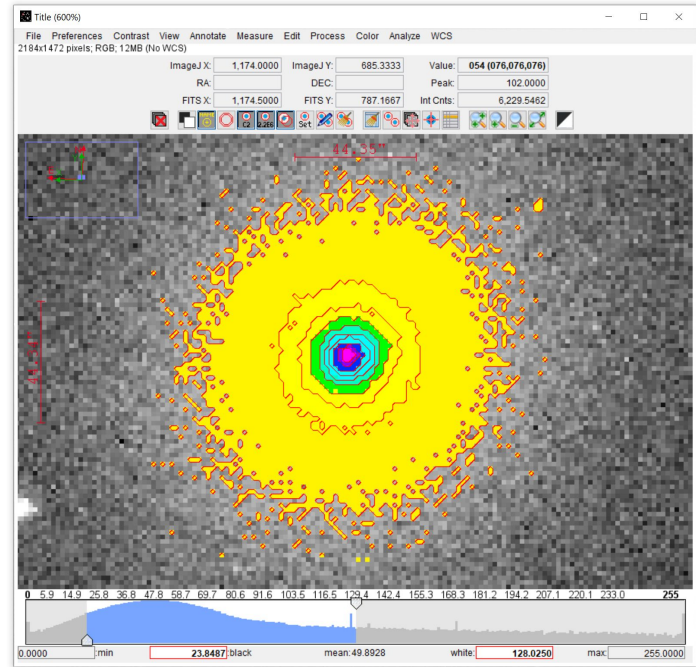 Title (600%)
File Preferences Contrast View Annotate Measure Edit Process Color Analyze WCS
2184x1472 pixels; RGB; 12MB (No WCS)
ImageJ X: 1,174.0000 ImageJ Y: 685.3333 Value: 054 (076,076,076)
RA: DEC: Peak: 102.0000
FITS X: 1,174.5000 FITS Y: 787.1667 Int Cnts: 6,229.5462
C2 2.2E6 Set
44.35"
0 5.9 14.9 25.8 36.8 47.8 58.7 69.7 80.6 91.6 103.5 116.5 129.4 142.4 155.3 168.3 181.2 194.2 207.1 220.1 233.0 255
0.0000 :min 23.8487 :black mean: 49.8928 white: 128.0250 max: 255.0000